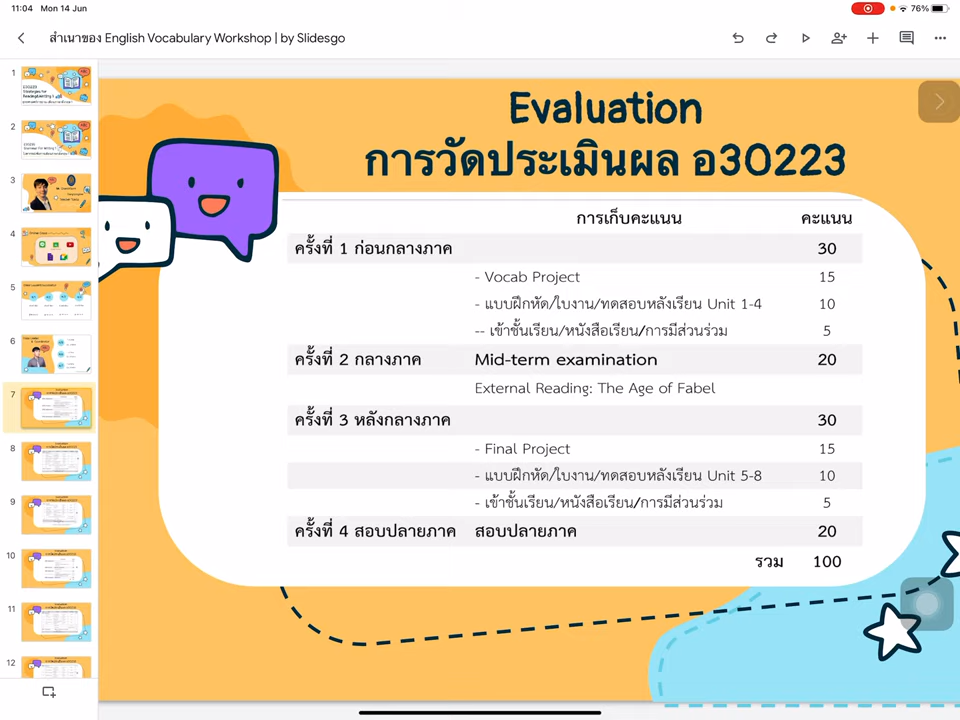 11:04 Mon 14 Jun
76%
สำเนาของ English Vocabulary Workshop | by Slidesgo
1
2
3
4
5
6
7
8
9
10
11
12
Evaluation
การวัดประเมินผล อ30223
การเก็บคะแนน คะแนน
ครั้งที่ 1 ก่อนกลางภาค 30
- Vocab Project 15
- แบบฝึกหัด/ใบงาน/ทดสอบหลังเรียน Unit 1-4 10
-- เข้าชั้นเรียน/หนังสือเรียน/การมีส่วนร่วม 5
ครั้งที่ 2 กลางภาค Mid-term examination 20
External Reading: The Age of Fabel
ครั้งที่ 3 หลังกลางภาค 30
- Final Project 15
- แบบฝึกหัด/ใบงาน/ทดสอบหลังเรียน Unit 5-8 10
- เข้าชั้นเรียน/หนังสือเรียน/การมีส่วนร่วม 5
ครั้งที่ 4 สอบปลายภาค สอบปลายภาค 20
รวม 100